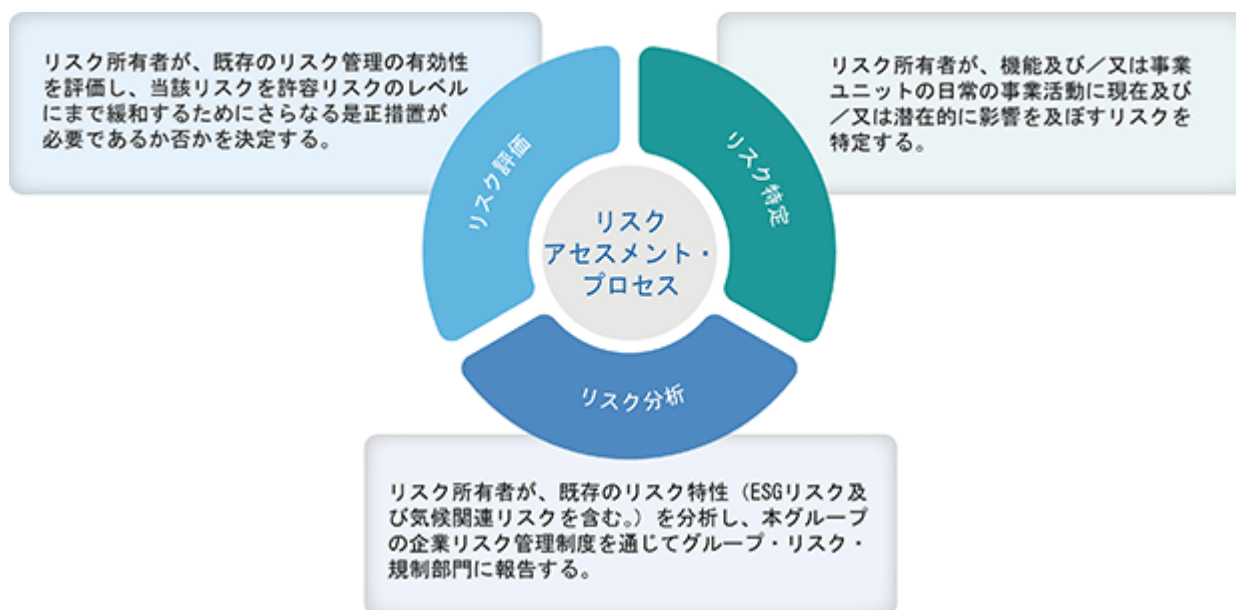 リスク所有者が、既存のリスク管理の有効性
を評価し、当該リスクを許容リスクのレベル
にまで緩和するためにさらなる是正措置が
必要であるか否かを決定する。
リスク所有者が、機能及び/又は事業
ユニットの日常の事業活動に現在及び
/又は潜在的に影響を及ぼすリスクを
特定する。
リスク評価
リスク特定
リスク
アセスメント・
プロセス
リスク分析
リスク所有者が、既存のリスク特性（ESGリスク及
び気候関連リスクを含む。）を分析し、本グループ
の企業リスク管理制度を通じてグループ・リスク・
規制部門に報告する。